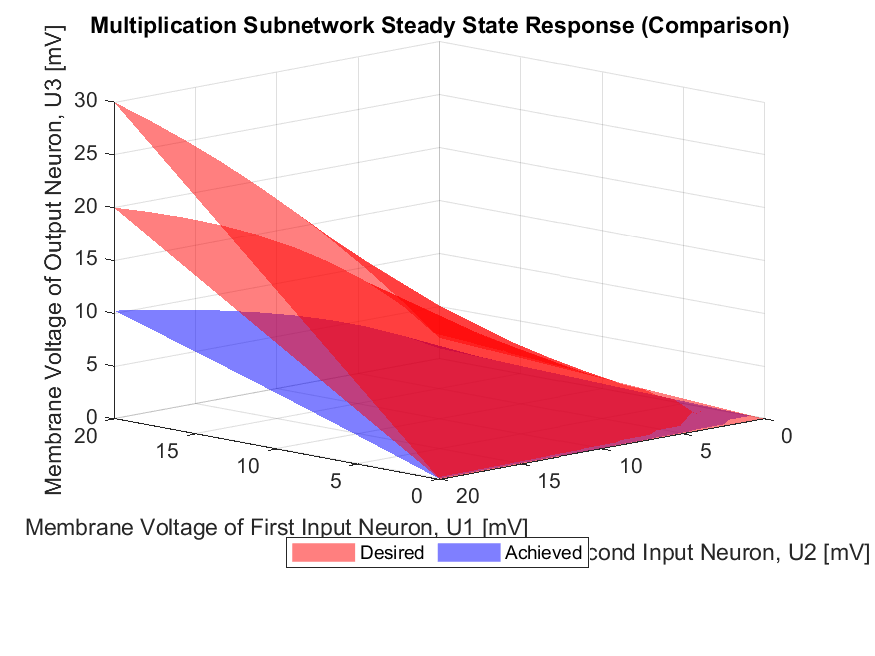 Multiplication Subnetwork Steady State Response (Comparison)
Membrane Voltage of Output Neuron, U3 [mV]
30
25
20
15
10
5
0
20
15
10
5
0
20
15
10
5
0
Membrane Voltage of First Input Neuron, U1 [mV]
cond Input Neuron, U2 [mV]
Desired
Achieved